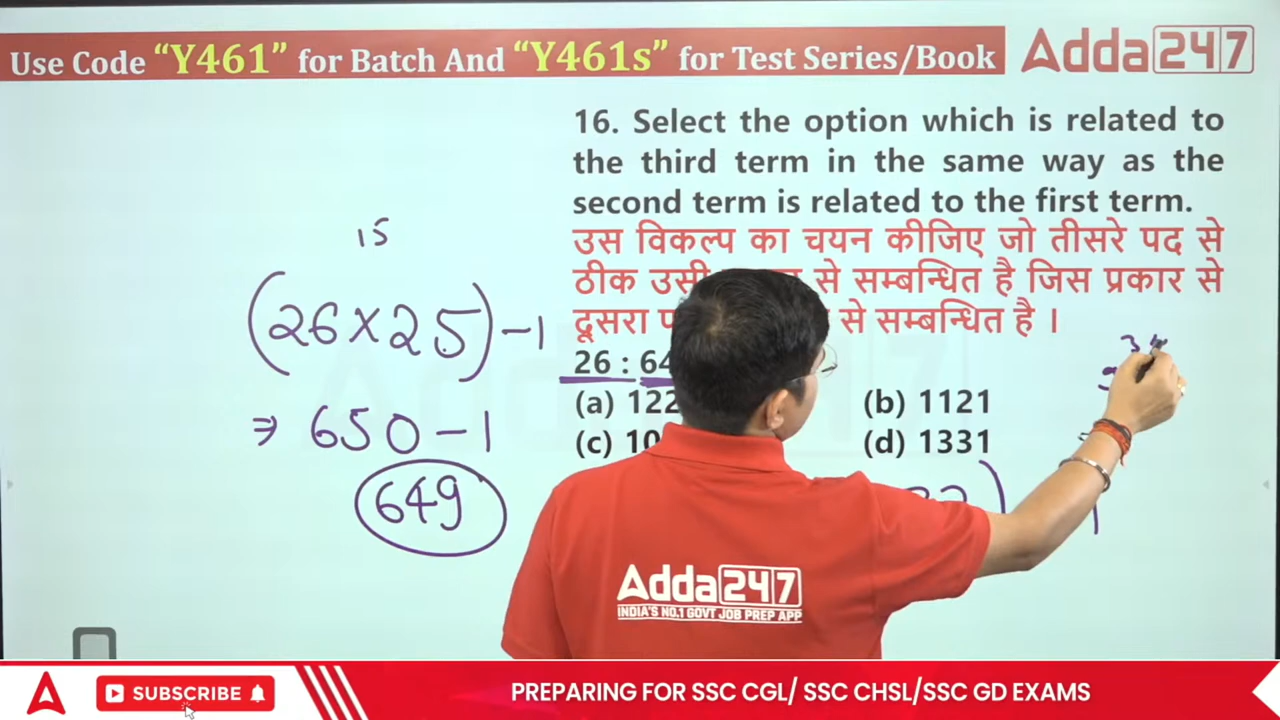 Use Code “Y461” for Batch And “Y461s” for Test Series/Book
Adda247
16. Select the option which is related to
the third term in the same way as the
second term is related to the first term.
उस विकल्प का चयन कीजिए जो तीसरे पद से
ठीक उसी से सम्बन्धित है जिस प्रकार से
दूसरा से सम्बन्धित है ।
26 : 64
(a) 122 (b) 1121
(c) 10 (d) 1331
15
(26×25)-1
⇒ 650-1
649
Adda247
INDIA'S NO.1 GOVT JOB PREP APP
SUBSCRIBE
PREPARING FOR SSC CGL/ SSC CHSL/SSC GD EXAMS